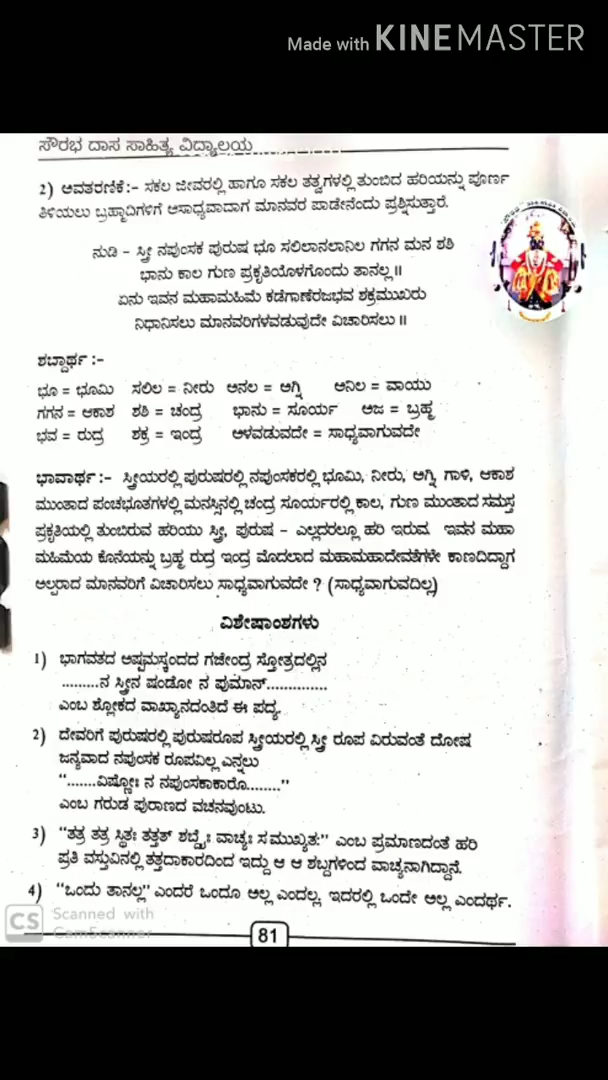 Made with KINEMASTER
ಸೌರಭ ದಾಸ ಸಾಹಿತ್ಯ ವಿದ್ಯಾಲಯ
2) ಅವತರಣಿಕೆ:- ಸಕಲ ಜೀವರಲ್ಲಿ ಹಾಗೂ ಸಕಲ ತತ್ವಗಳಲ್ಲಿ ತುಂಬಿದ ಹರಿಯನ್ನು ಪೂರ್ಣ
ತಿಳಿಯಲು ಬ್ರಹ್ಮಾದಿಗಳಿಗೆ ಆಸಾಧ್ಯವಾದಾಗ ಮಾನವರ ಪಾಡೇನೆಂದು ಪ್ರಶ್ನಿಸುತ್ತಾರೆ.
ನುಡಿ - ಸ್ತ್ರೀ ನಪುಂಸಕ ಪುರುಷ ಭೂ ಸಲಿಲಾನಲಾನಿಲ ಗಗನ ಮನ ಶಶಿ
ಭಾನು ಕಾಲ ಗುಣ ಪ್ರಕೃತಿಯೊಳಗೊಂದು ತಾನಲ್ಲ ॥
ಏನು ಇವನ ಮಹಾಮಹಿಮೆ ಕಡೆಗಾಣೆರಜಭವ ಶಕ್ರಮುಖರು
ನಿಧಾನಿಸಲು ಮಾನವರಿಗಳವಡುವುದೇ ವಿಚಾರಿಸಲು ॥
ಶಬ್ದಾರ್ಥ :-
ಭೂ = ಭೂಮಿ ಸಲಿಲ = ನೀರು ಅನಲ = ಅಗ್ನಿ ಅನಿಲ = ವಾಯು
ಗಗನ = ಆಕಾಶ ಶಶಿ = ಚಂದ್ರ ಭಾನು = ಸೂರ್ಯ ಅಜ = ಬ್ರಹ್ಮ
ಭವ = ರುದ್ರ ಶಕ್ರ = ಇಂದ್ರ ಅಳವಡುವದೇ = ಸಾಧ್ಯವಾಗುವದೇ
ಭಾವಾರ್ಥ :- ಸ್ತ್ರೀಯರಲ್ಲಿ ಪುರುಷರಲ್ಲಿ ನಪುಂಸಕರಲ್ಲಿ ಭೂಮಿ, ನೀರು, ಅಗ್ನಿ ಗಾಳಿ, ಆಕಾಶ
ಮುಂತಾದ ಪಂಚಭೂತಗಳಲ್ಲಿ ಮನಸ್ಸಿನಲ್ಲಿ ಚಂದ್ರ ಸೂರ್ಯರಲ್ಲಿ ಕಾಲ, ಗುಣ ಮುಂತಾದ ಸಮಸ್ತ
ಪ್ರಕೃತಿಯಲ್ಲಿ ತುಂಬಿರುವ ಹರಿಯು ಸ್ತ್ರೀ, ಪುರುಷ - ಎಲ್ಲದರಲ್ಲೂ ಹರಿ ಇರುವ ಇವನ ಮಹಾ
ಮಹಿಮೆಯ ಕೊನೆಯನ್ನು ಬ್ರಹ್ಮ ರುದ್ರ ಇಂದ್ರ ಮೊದಲಾದ ಮಹಾಮಹಾದೇವತೆಗಳೇ ಕಾಣದಿದ್ದಾಗ
ಅಲ್ಪರಾದ ಮಾನವರಿಗೆ ವಿಚಾರಿಸಲು ಸಾಧ್ಯವಾಗುವದೇ ? (ಸಾಧ್ಯವಾಗುವದಿಲ್ಲ)
ವಿಶೇಷಾಂಶಗಳು
1) ಭಾಗವತದ ಅಷ್ಟಮಸ್ಕಂದದ ಗಜೇಂದ್ರ ಸ್ತೋತ್ರದಲ್ಲಿನ
.........ನ ಸ್ತ್ರೀನ ಷಂಡೋ ನ ಪುಮಾನ್...............
ಎಂಬ ಶ್ಲೋಕದ ವಾಖ್ಯಾನದಂತಿದೆ ಈ ಪದ್ಯ.
2) ದೇವರಿಗೆ ಪುರುಷರಲ್ಲಿ ಪುರುಷರೂಪ ಸ್ತ್ರೀಯರಲ್ಲಿ ಸ್ತ್ರೀ ರೂಪ ವಿರುವಂತೆ ದೋಷ
ಜನ್ಯವಾದ ನಪುಂಸಕ ರೂಪವಿಲ್ಲ ಎನ್ನಲು
“.......ವಿಷ್ಣೋಃ ನ ನಪುಂಸಕಾಕಾರೊ........”
ಎಂಬ ಗರುಡ ಪುರಾಣದ ವಚನವುಂಟು.
3) “ತತ್ರ ತತ್ರ ಸ್ಥಿತಃ ತತ್ತತ್ ಶಬ್ದೈಃ ವಾಚ್ಯಃ ಸಮುಖ್ಯತಃ” ಎಂಬ ಪ್ರಮಾಣದಂತೆ ಹರಿ
ಪ್ರತಿ ವಸ್ತುವಿನಲ್ಲಿ ತತ್ತದಾಕಾರದಿಂದ ಇದ್ದು ಆ ಆ ಶಬ್ದಗಳಿಂದ ವಾಚ್ಯನಾಗಿದ್ದಾನೆ.
4) “ಒಂದು ತಾನಲ್ಲ” ಎಂದರೆ ಒಂದೂ ಅಲ್ಲ ಎಂದಲ್ಲ. ಇದರಲ್ಲಿ ಒಂದೇ ಅಲ್ಲ ಎಂದರ್ಥ.
CS Scanned with
CamScanner
81